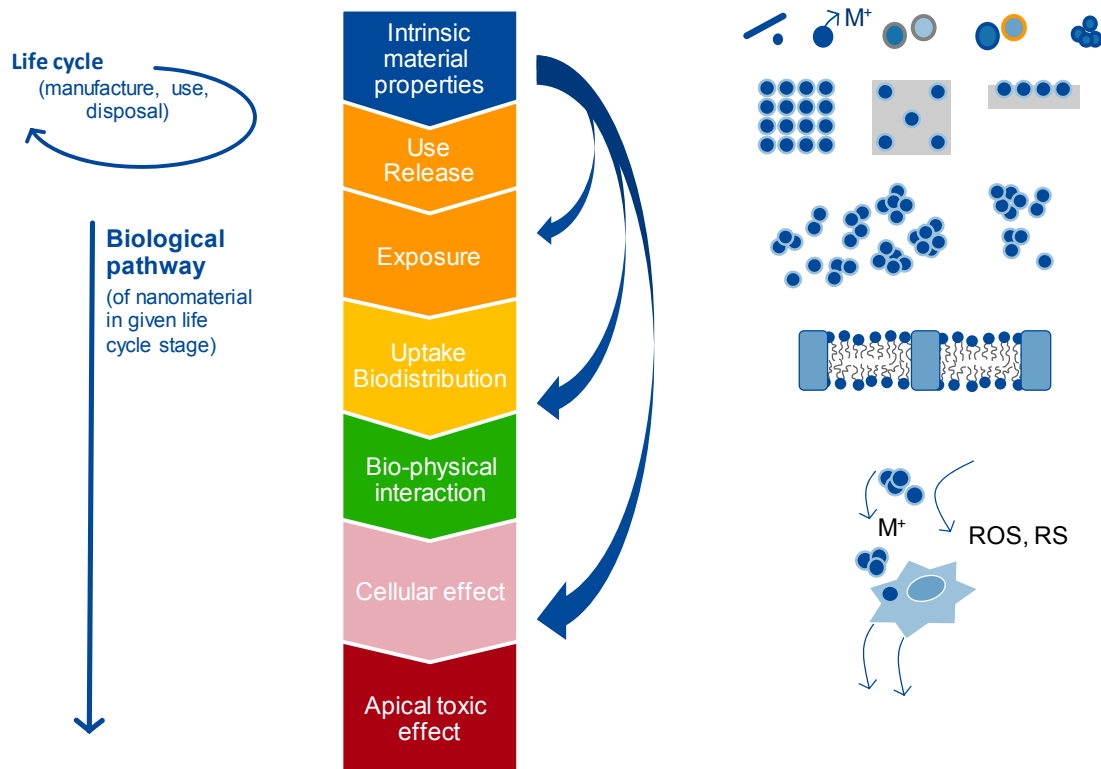 Life cycle
(manufacture, use,
disposal)
Biological
pathway
(of nanomaterial
in given life
cycle stage)
Intrinsic
material
properties
Use
Release
Exposure
Uptake
Biodistribution
Bio-physical
interaction
Cellular effect
Apical toxic
effect
M⁺
M⁺
ROS, RS